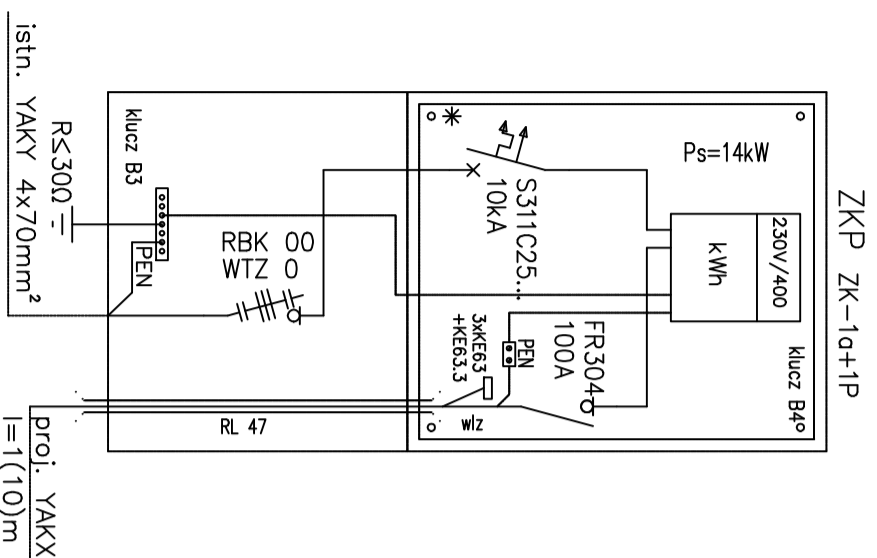 ZKP ZK-1a+1P
Ps=14kW
230V/400
kWh
klucz B4
S311C25...
10kA
FR304
100A
PEN
3xKE63
+KE63.3
wlz
klucz B3
R≤30Ω
PEN
RBK 00
WTZ 0
RL 47
istn. YAKY 4x70mm²
proj. YAKX
l=1(10)m